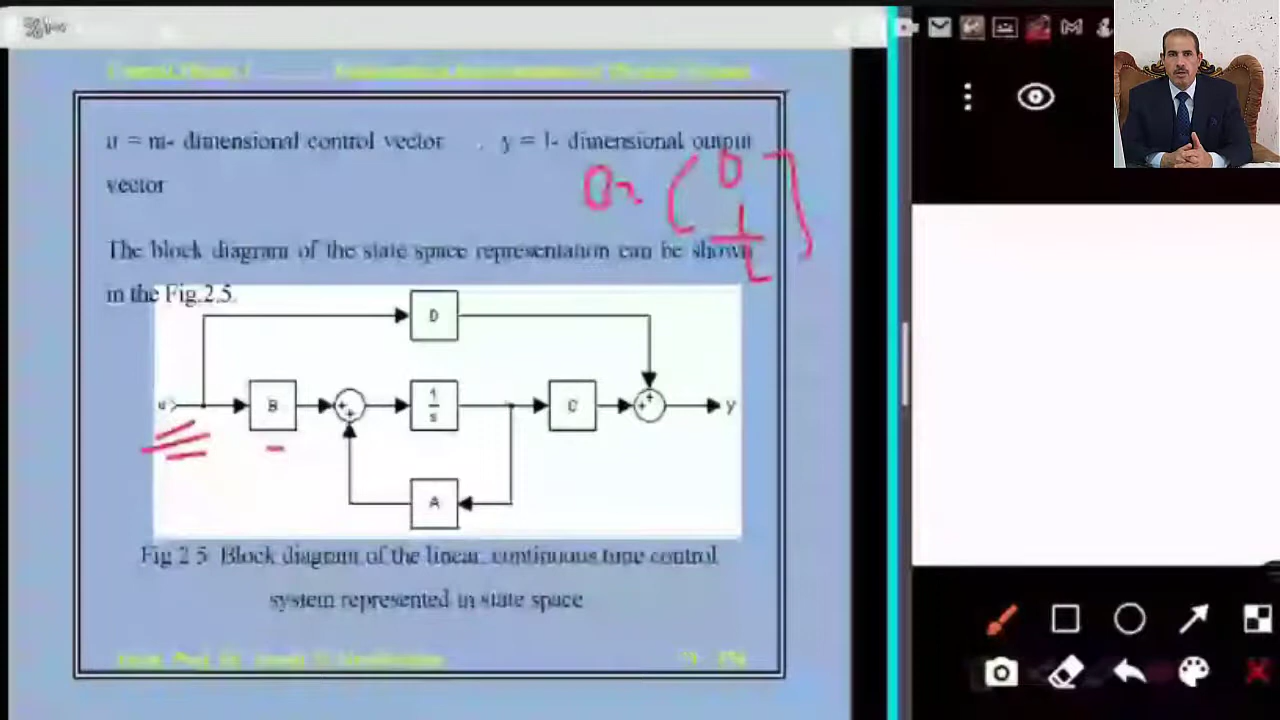 u = m- dimensional control vector . y = l- dimensional output
vector
The block diagram of the state space representation can be shown
in the Fig.2.5.
D
u
B
1
s
C
y
A
Fig 2 5 Block diagram of the linear, continuous time control
system represented in state space